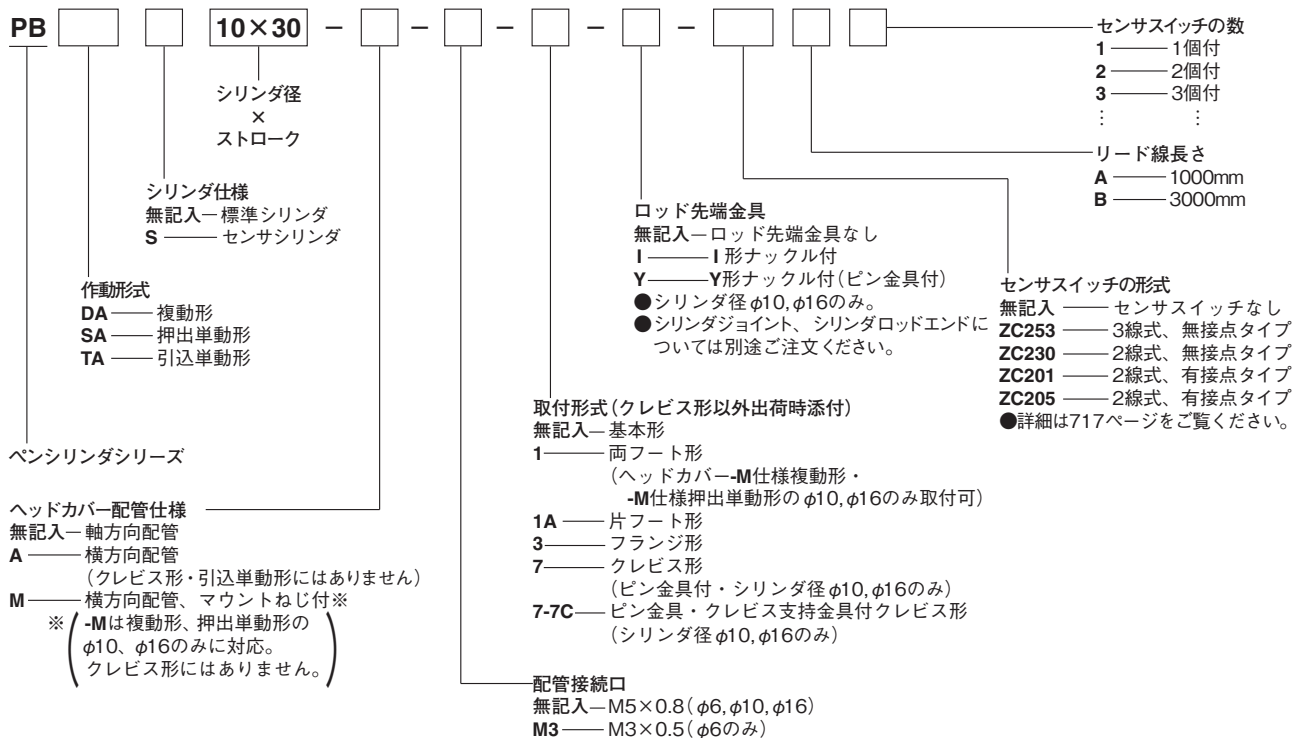 PB 10×30 − − − − −
シリンダ径
×
ストローク
シリンダ仕様
無記入─標準シリンダ
S ─── センサシリンダ
作動形式
DA ── 複動形
SA ── 押出単動形
TA ── 引込単動形
ペンシリンダシリーズ
ヘッドカバー配管仕様
無記入─軸方向配管
A ─── 横方向配管
(クレビス形・引込単動形にはありません)
M ─── 横方向配管、マウントねじ付※
※(-Mは複動形、押出単動形の
φ10、φ16のみに対応。
クレビス形にはありません。)
配管接続口
無記入─M5×0.8(φ6,φ10,φ16)
M3 ── M3×0.5(φ6のみ)
取付形式(クレビス形以外出荷時添付)
無記入─基本形
1 ─── 両フート形
(ヘッドカバー-M仕様複動形・
-M仕様押出単動形のφ10,φ16のみ取付可)
1A ── 片フート形
3 ─── フランジ形
7 ─── クレビス形
(ピン金具付・シリンダ径φ10,φ16のみ)
7-7C ─ ピン金具・クレビス支持金具付クレビス形
(シリンダ径φ10,φ16のみ)
ロッド先端金具
無記入─ロッド先端金具なし
I ─── I形ナックル付
Y ─── Y形ナックル付(ピン金具付)
●シリンダ径φ10,φ16のみ。
●シリンダジョイント、シリンダロッドエンドに
ついては別途ご注文ください。
センサスイッチの形式
無記入 ── センサスイッチなし
ZC253 ── 3線式、無接点タイプ
ZC230 ── 2線式、無接点タイプ
ZC201 ── 2線式、有接点タイプ
ZC205 ── 2線式、有接点タイプ
●詳細は717ページをご覧ください。
リード線長さ
A ─── 1000mm
B ─── 3000mm
センサスイッチの数
1 ─── 1個付
2 ─── 2個付
3 ─── 3個付
⋮ ⋮